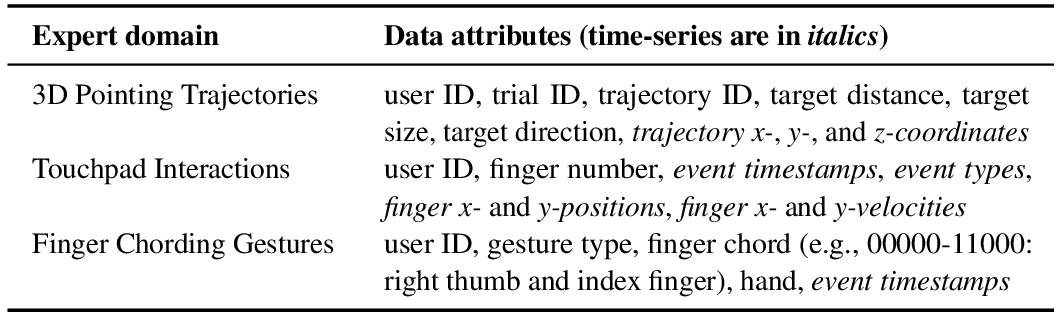 Expert domain Data attributes (time-series are in italics)
3D Pointing Trajectories user ID, trial ID, trajectory ID, target distance, target
size, target direction, trajectory x-, y-, and z-coordinates
Touchpad Interactions user ID, finger number, event timestamps, event types,
finger x- and y-positions, finger x- and y-velocities
Finger Chording Gestures user ID, gesture type, finger chord (e.g., 00000-11000:
right thumb and index finger), hand, event timestamps